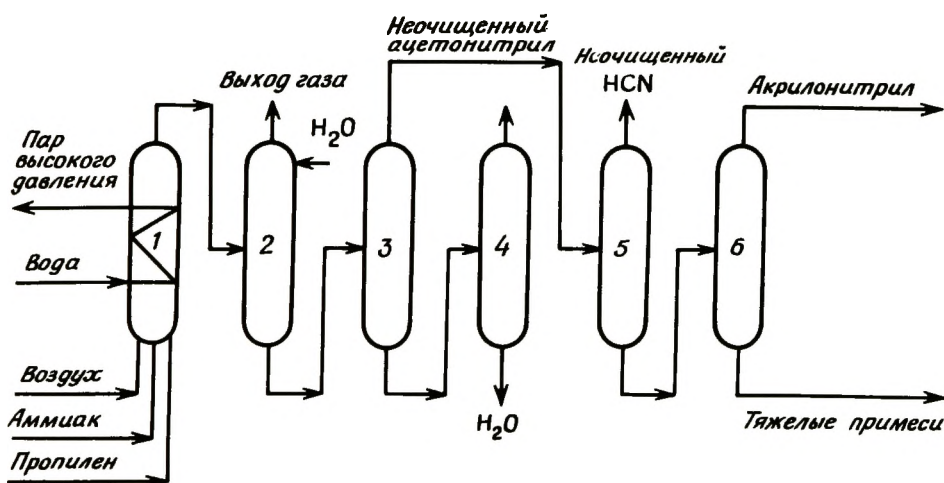 Неочищенный
ацетонитрил
Выход газа
H₂O
Неочищенный
HCN
Акрилонитрил
Пар
высокого
давления
1
2
3
4
5
6
Вода
Воздух
Аммиак
Пропилен
H₂O
Тяжелые примеси